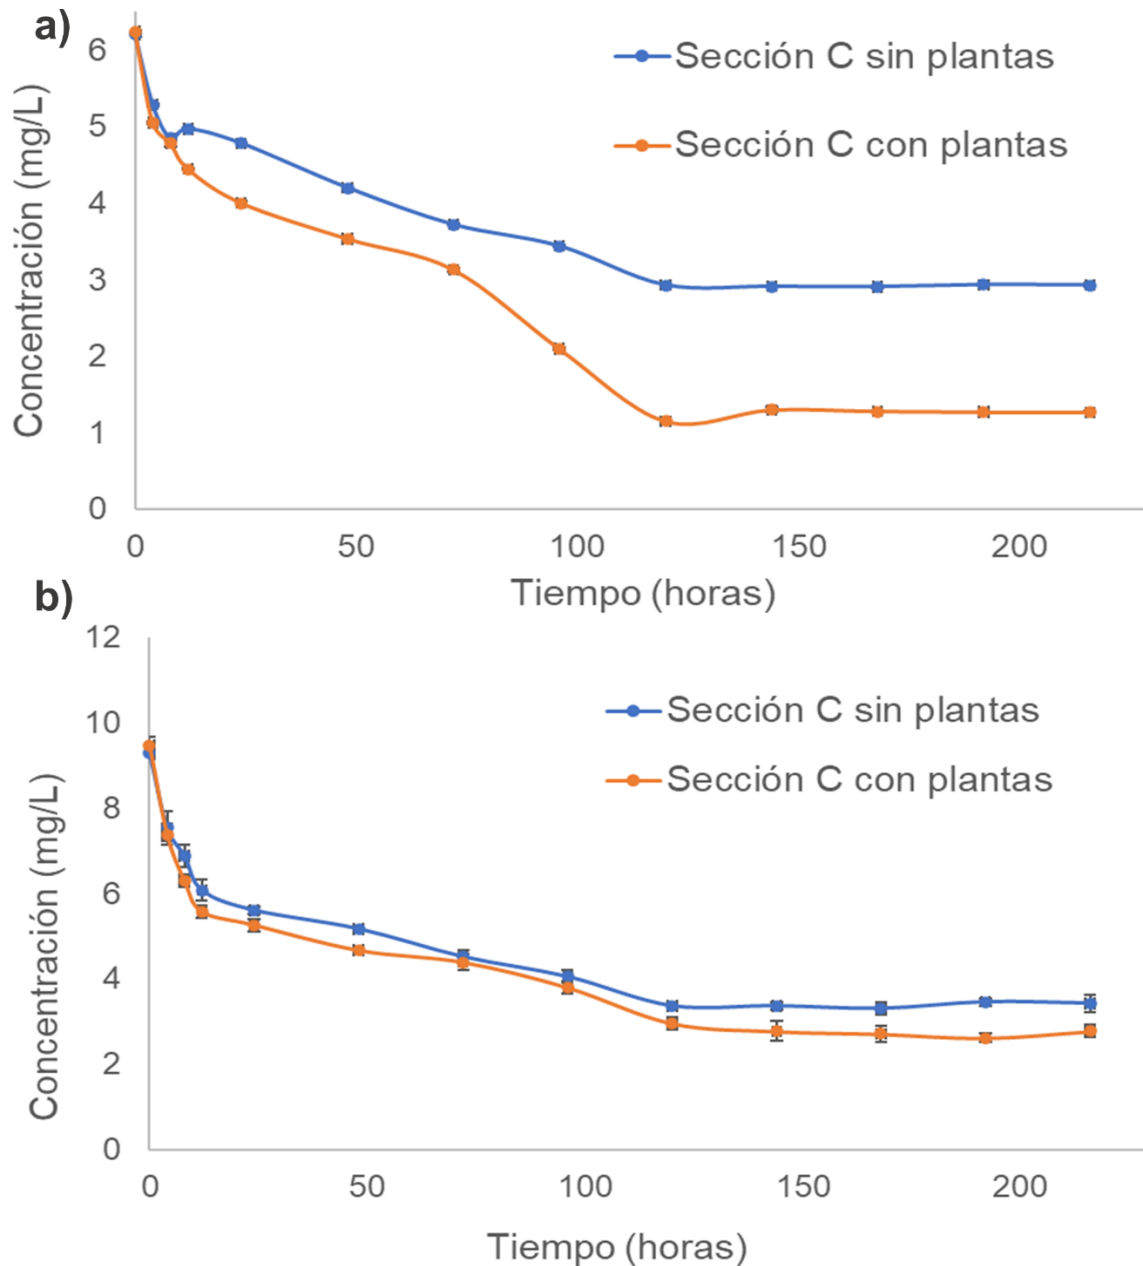 a)
Sección C sin plantas
Sección C con plantas
Concentración (mg/L)
6
5
4
3
2
1
0
0 50 100 150 200
Tiempo (horas)
b)
Sección C sin plantas
Sección C con plantas
Concentración (mg/L)
12
10
8
6
4
2
0
0 50 100 150 200
Tiempo (horas)